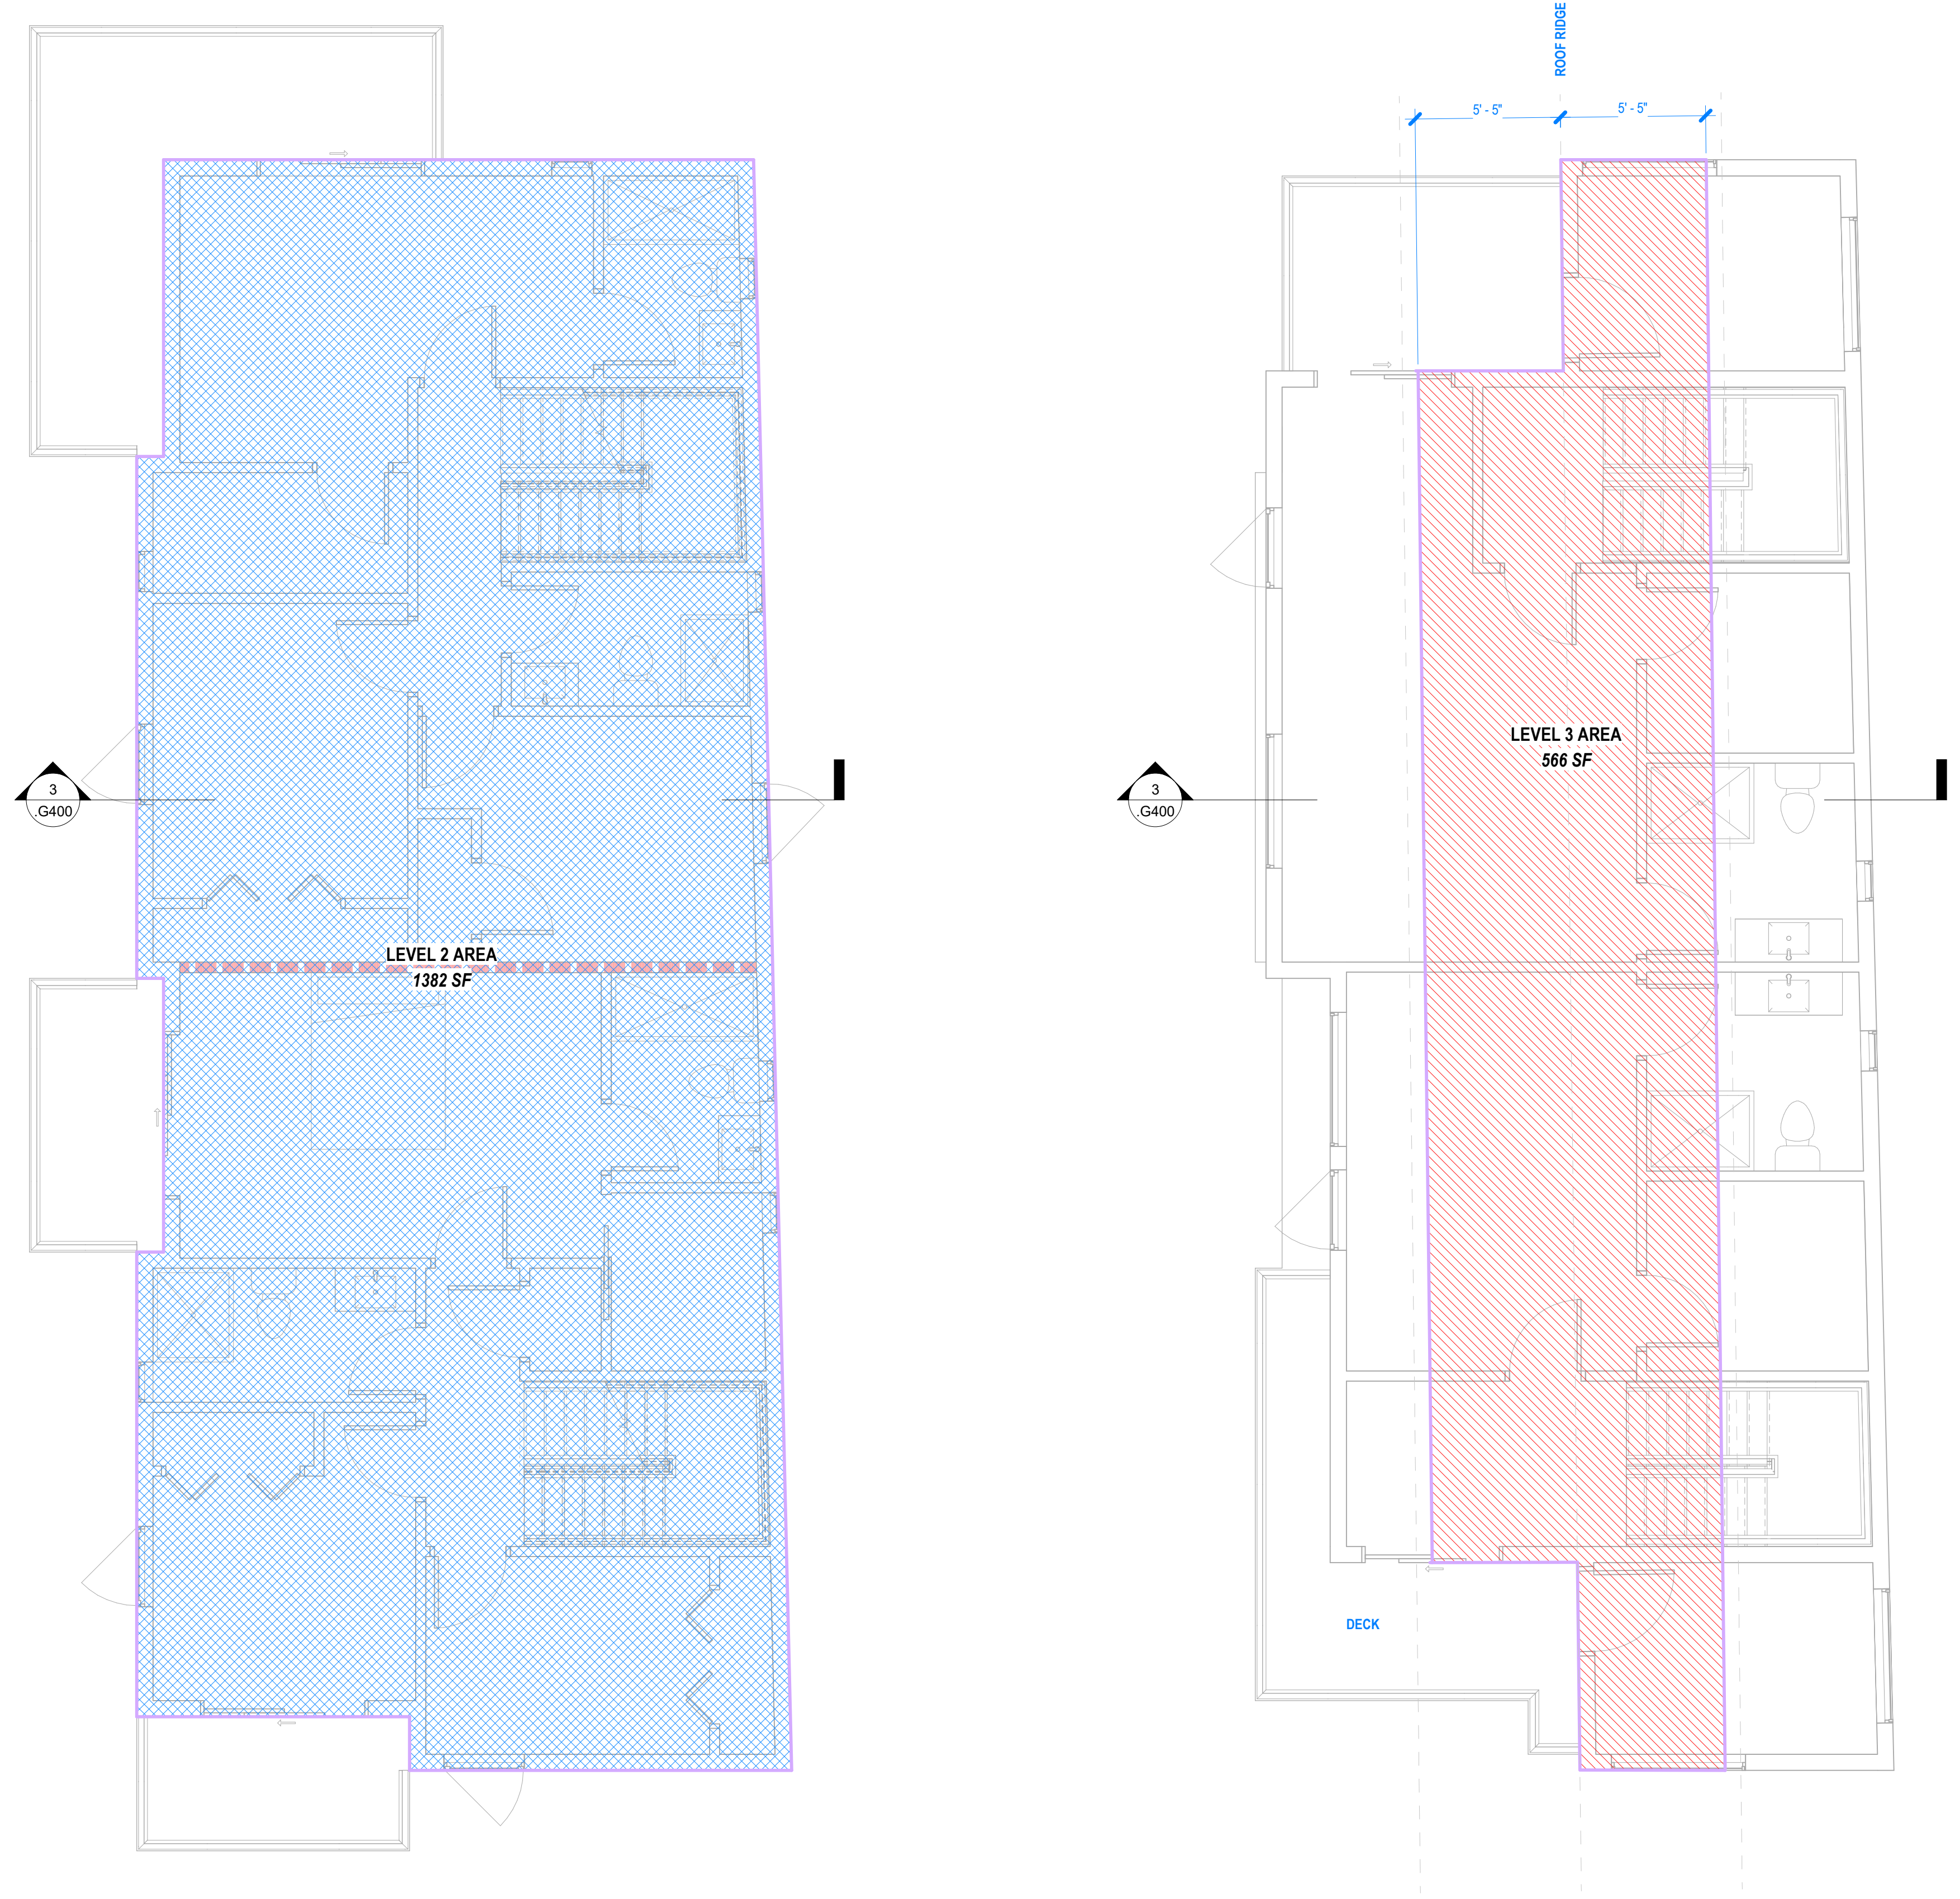 ROOF RIDGE
5' - 5"
5' - 5"
LEVEL 3 AREA
566 SF
3
.G400
3
.G400
LEVEL 2 AREA
1382 SF
DECK